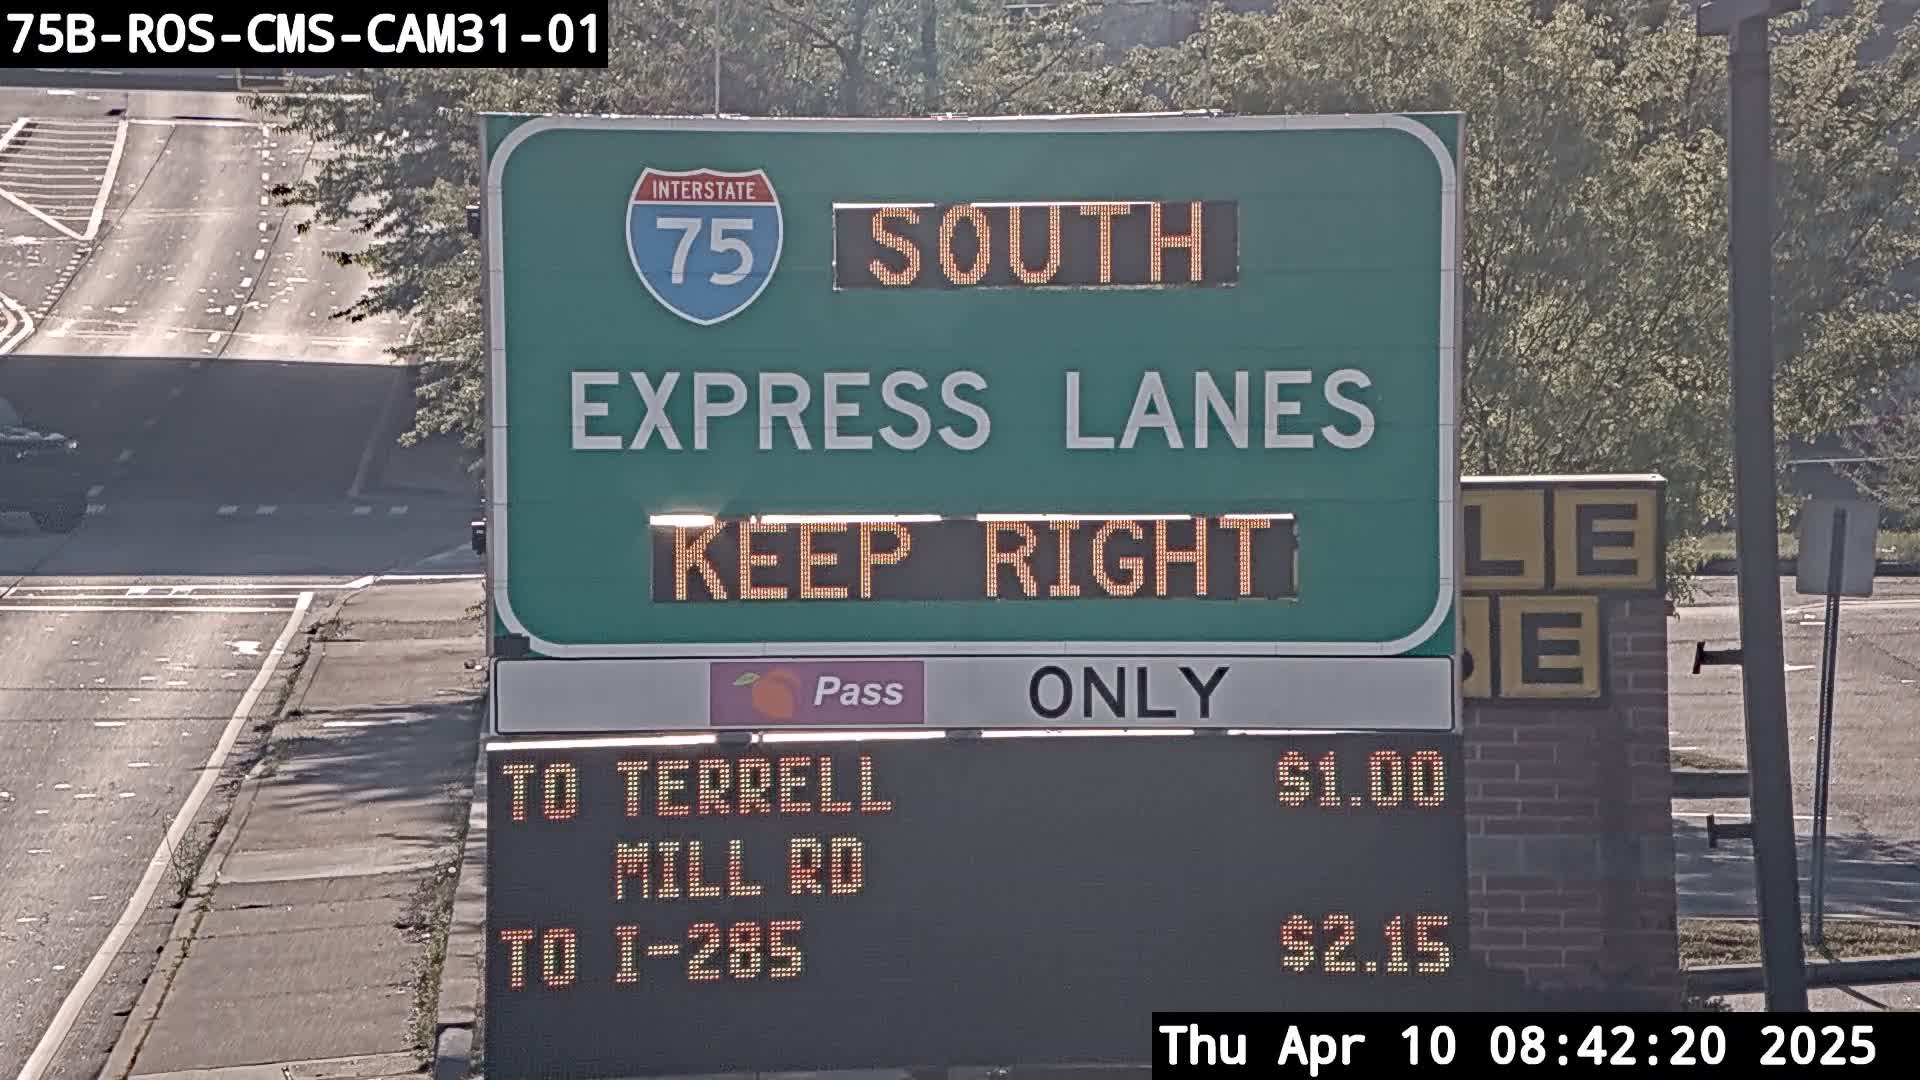 75B-ROS-CMS-CAM31-01
INTERSTATE
75
SOUTH
EXPRESS LANES
KEEP RIGHT
Pass ONLY
TO TERRELL $1.00
MILL RD
TO I-285 $2.15
LE
E
Thu Apr 10 08:42:20 2025